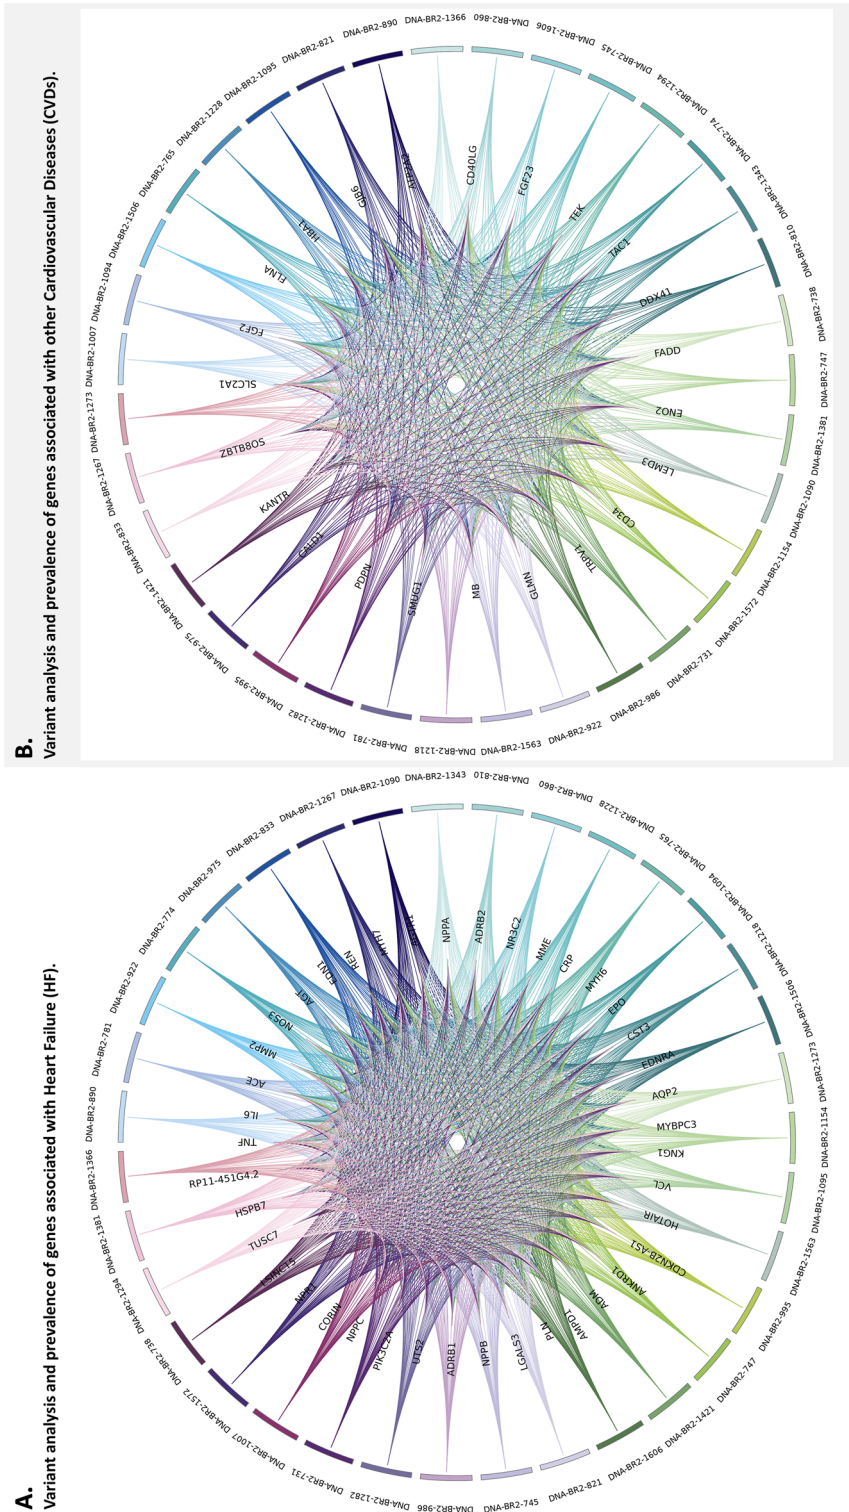 B.
Variant analysis and prevalence of genes associated with other Cardiovascular Diseases (CVDs).
DNA-BR2-1366
DNA-BR2-860
DNA-BR2-1606
DNA-BR2-745
DNA-BR2-1294
DNA-BR2-774
DNA-BR2-1343
DNA-BR2-810
DNA-BR2-738
DNA-BR2-747
DNA-BR2-1381
DNA-BR2-1090
DNA-BR2-1154
DNA-BR2-1572
DNA-BR2-731
DNA-BR2-986
DNA-BR2-922
DNA-BR2-1563
DNA-BR2-1218
DNA-BR2-781
DNA-BR2-1282
DNA-BR2-995
DNA-BR2-975
DNA-BR2-1421
DNA-BR2-833
DNA-BR2-1267
DNA-BR2-1273
DNA-BR2-1007
DNA-BR2-1094
DNA-BR2-1506
DNA-BR2-765
DNA-BR2-1228
DNA-BR2-1095
DNA-BR2-821
DNA-BR2-890
CD40LG
FGF23
TEK
TAC1
DDX41
FADD
ENO2
LEMD3
CD34
TRPV1
GLMN
MB
SMUG1
PDPN
CALD1
KANTR
ZBTB8OS
SLC2A1
FGF2
FLNA
HBA1
GJB6
A.
Variant analysis and prevalence of genes associated with Heart Failure (HF).
DNA-BR2-1343
DNA-BR2-810
DNA-BR2-860
DNA-BR2-1228
DNA-BR2-765
DNA-BR2-1094
DNA-BR2-1218
DNA-BR2-1506
DNA-BR2-1273
DNA-BR2-1154
DNA-BR2-1095
DNA-BR2-1563
DNA-BR2-995
DNA-BR2-747
DNA-BR2-1421
DNA-BR2-1606
DNA-BR2-821
DNA-BR2-745
DNA-BR2-986
DNA-BR2-1282
DNA-BR2-731
DNA-BR2-1007
DNA-BR2-1572
DNA-BR2-738
DNA-BR2-1294
DNA-BR2-1381
DNA-BR2-1366
DNA-BR2-890
DNA-BR2-781
DNA-BR2-922
DNA-BR2-774
DNA-BR2-975
DNA-BR2-833
DNA-BR2-1267
DNA-BR2-1090
NPPA
ADRB2
NR3C2
MME
CRP
MYH6
EPO
CST3
EDNRA
AQP2
MYBPC3
KNG1
VCL
HOTAIR
CDKN2B-AS1
ANKRD1
ADM
AMPD1
PLN
LGALS3
NPPB
ADRB1
UTS2
PIK3C2A
NPPC
CORIN
NPR1
TUSC7
HSPB7
RP11-451G4.2
TNF
IL6
ACE
MMP2
NOS3
AGT
EDN1
REN
MYH7